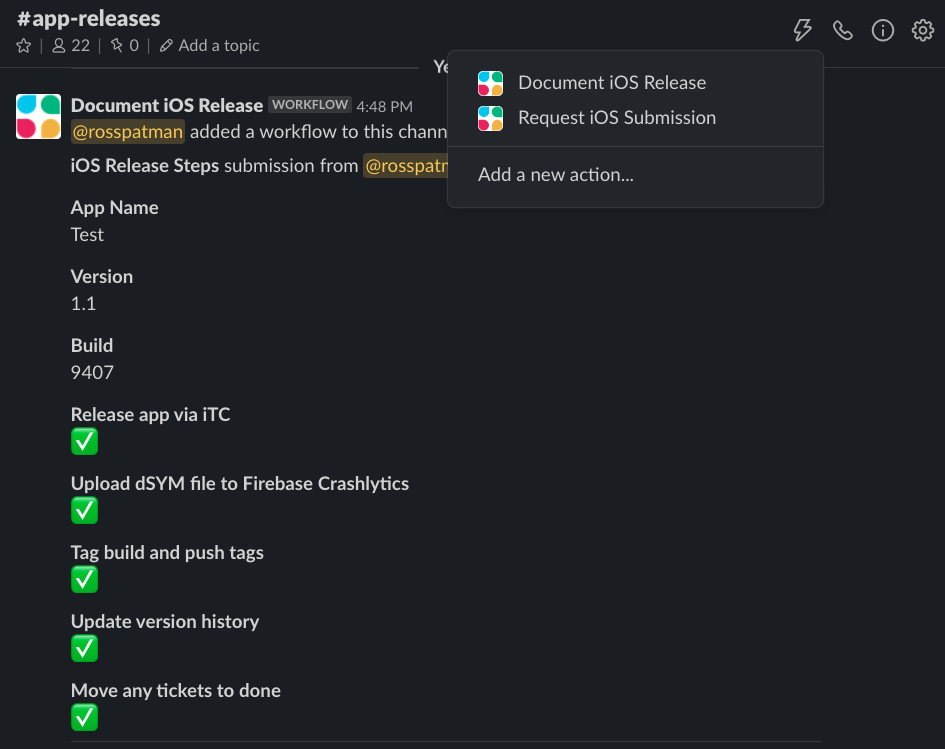 #app-releases
22 | 0 | Add a topic
Document iOS Release
Request iOS Submission
Add a new action...
Document iOS Release WORKFLOW 4:48 PM
@rosspatman added a workflow to this chann
iOS Release Steps submission from @rosspatm
App Name
Test
Version
1.1
Build
9407
Release app via iTC
Upload dSYM file to Firebase Crashlytics
Tag build and push tags
Update version history
Move any tickets to done